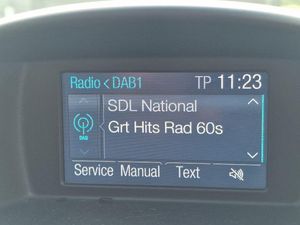 Radio < DAB1 TP 11:23
SDL National
Grt Hits Rad 60s
DAB
Service Manual Text